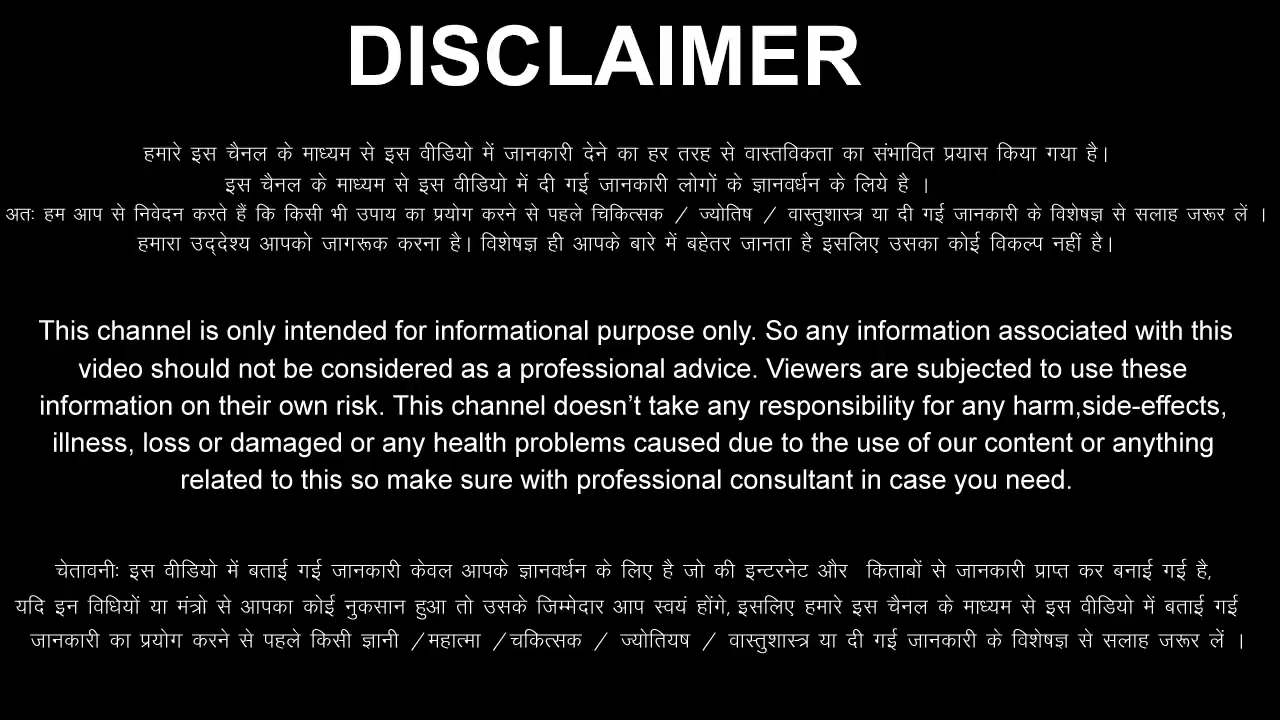 DISCLAIMER
हमारे इस चैनल के माध्यम से इस वीडियो में जानकारी देने का हर तरह से वास्तविकता का संभावित प्रयास किया गया है।
इस चैनल के माध्यम से इस वीडियो में दी गई जानकारी लोगों के ज्ञानवर्धन के लिये है ।
अतः हम आप से निवेदन करते हैं कि किसी भी उपाय का प्रयोग करने से पहले चिकित्सक / ज्योतिष / वास्तुशास्त्र या दी गई जानकारी के विशेषज्ञ से सलाह जरूर लें ।
हमारा उद्देश्य आपको जागरूक करना है। विशेषज्ञ ही आपके बारे में बहेतर जानता है इसलिए उसका कोई विकल्प नहीं है।
This channel is only intended for informational purpose only. So any information associated with this
video should not be considered as a professional advice. Viewers are subjected to use these
information on their own risk. This channel doesn’t take any responsibility for any harm,side-effects,
illness, loss or damaged or any health problems caused due to the use of our content or anything
related to this so make sure with professional consultant in case you need.
चेतावनीः इस वीडियो में बताई गई जानकारी केवल आपके ज्ञानवर्धन के लिए है जो की इन्टरनेट और किताबों से जानकारी प्राप्त कर बनाई गई है,
यदि इन विधियों या मंत्रो से आपका कोई नुकसान हुआ तो उसके जिम्मेदार आप स्वयं होंगे, इसलिए हमारे इस चैनल के माध्यम से इस वीडियो में बताई गई
जानकारी का प्रयोग करने से पहले किसी ज्ञानी /महात्मा /चकित्सक / ज्योतियष / वास्तुशास्त्र या दी गई जानकारी के विशेषज्ञ से सलाह जरूर लें ।